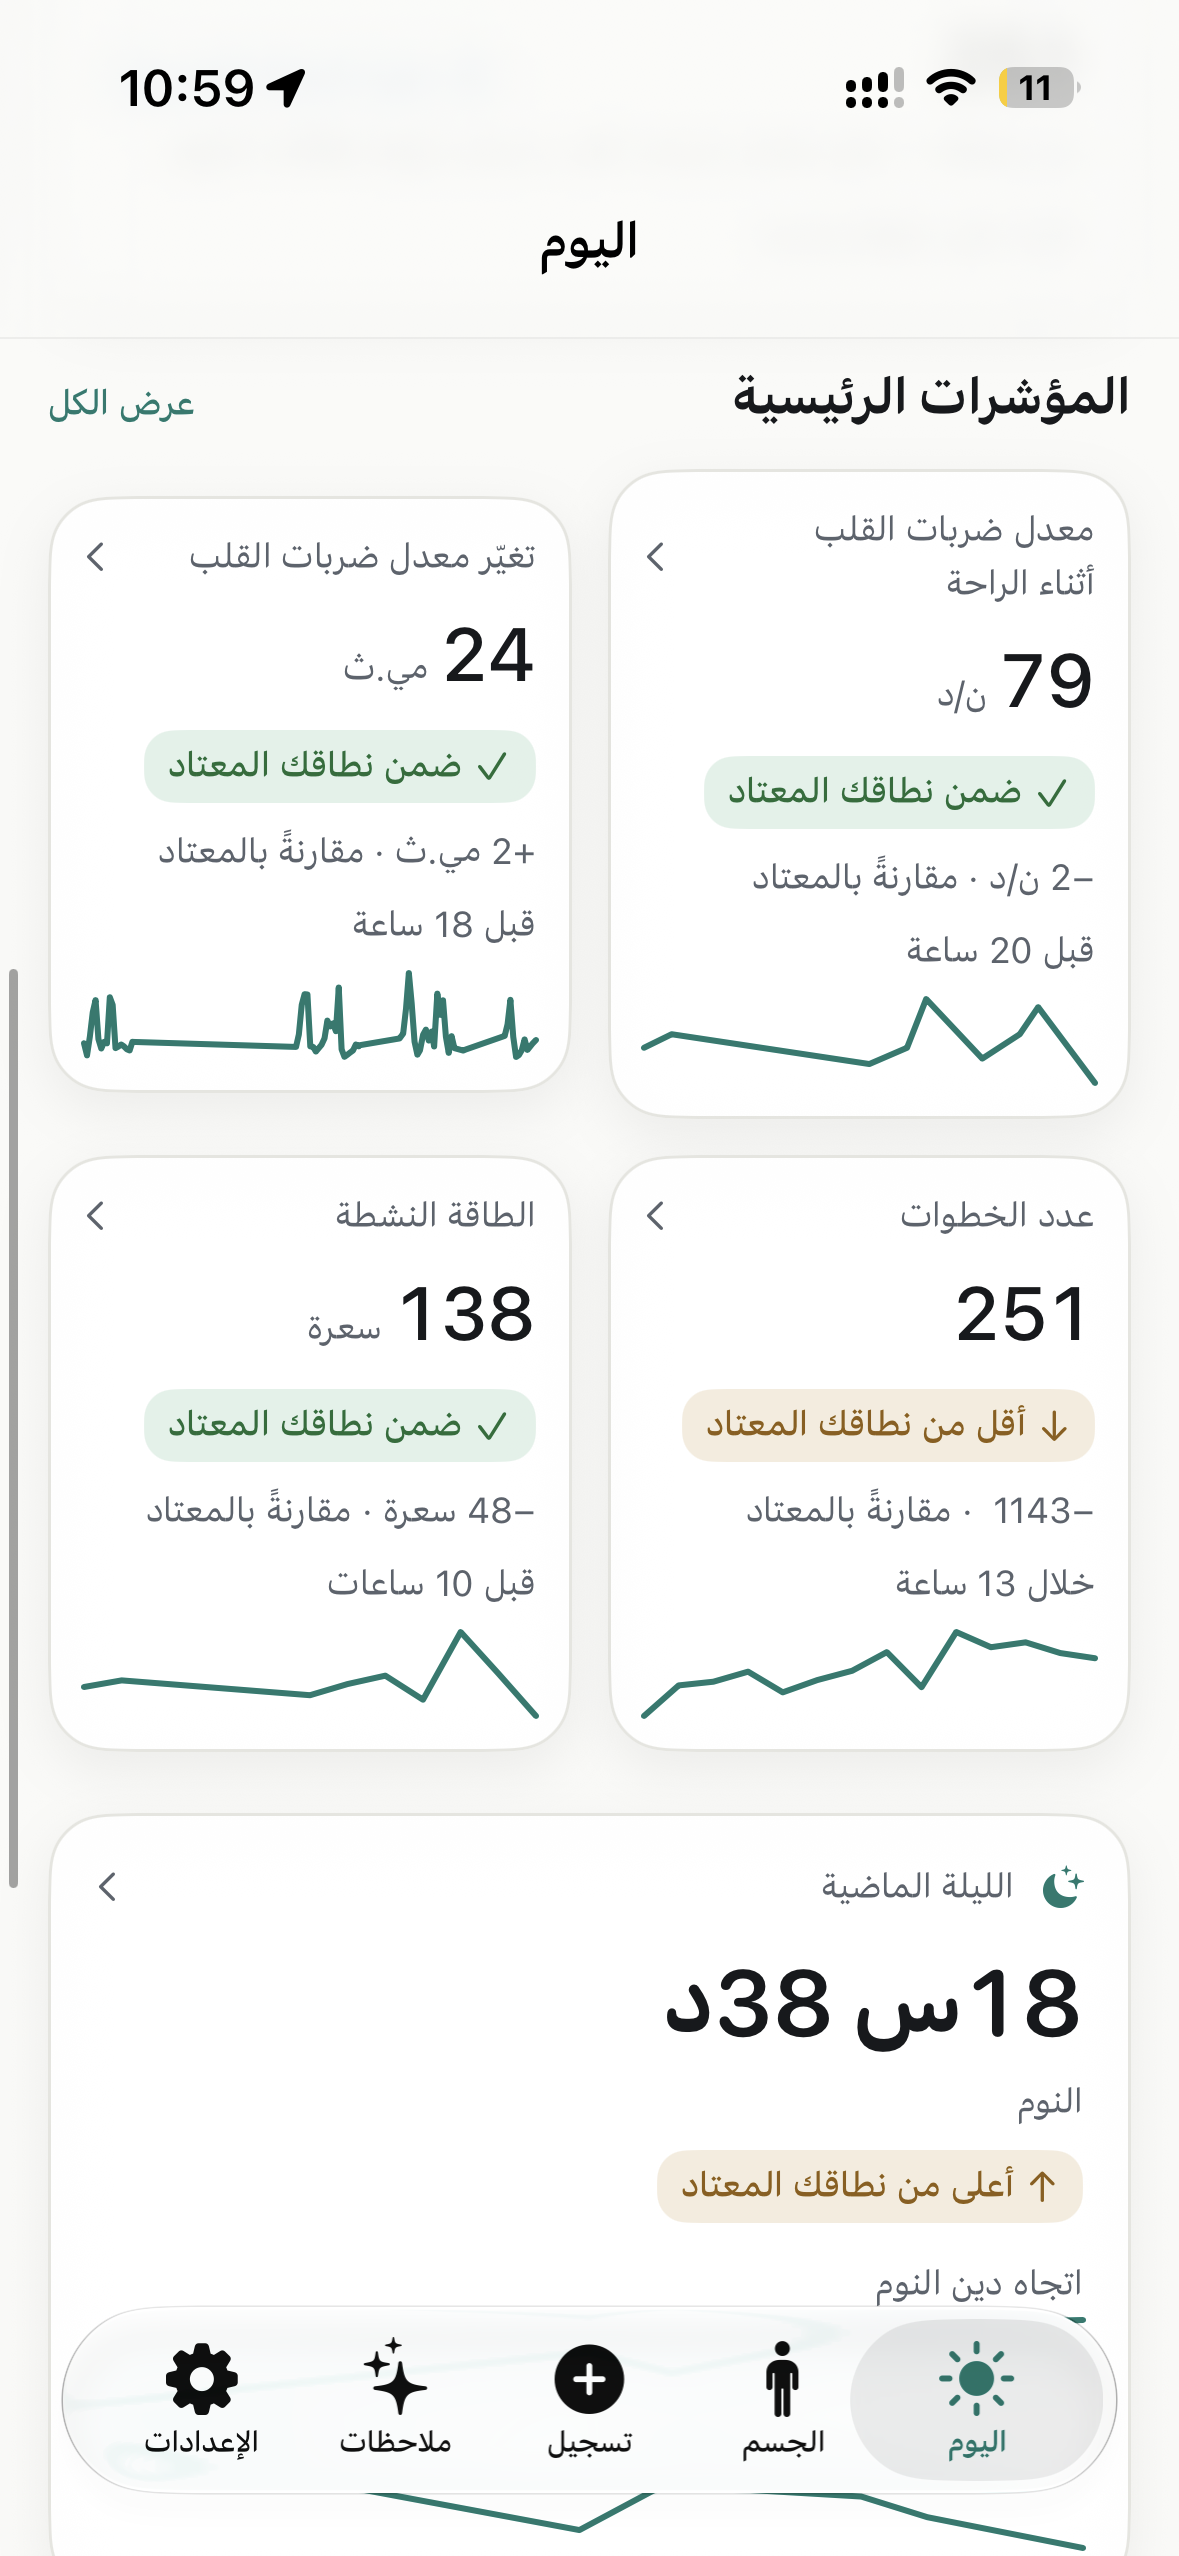 10:59
11
اليوم
المؤشرات الرئيسية
عرض الكل
معدل ضربات القلب
أثناء الراحة
79 ن/د
ضمن نطاقك المعتاد
−2 ن/د · مقارنةً بالمعتاد
قبل 20 ساعة
تغيّر معدل ضربات القلب
24 مي.ث
ضمن نطاقك المعتاد
+2 مي.ث · مقارنةً بالمعتاد
قبل 18 ساعة
عدد الخطوات
251
أقل من نطاقك المعتاد
−1143 · مقارنةً بالمعتاد
خلال 13 ساعة
الطاقة النشطة
138 سعرة
ضمن نطاقك المعتاد
−48 سعرة · مقارنةً بالمعتاد
قبل 10 ساعات
الليلة الماضية
18س 38د
النوم
أعلى من نطاقك المعتاد
اتجاه دين النوم
اليوم
الجسم
تسجيل
ملاحظات
الإعدادات